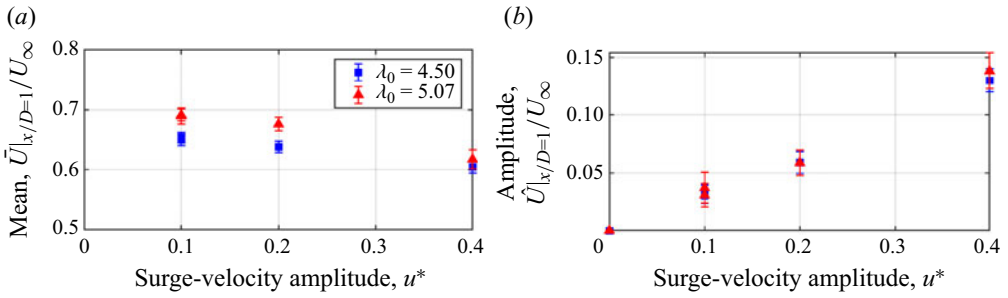 (a)
0.8
0.7
0.6
0.5
Mean, Ū|x/D=1/U∞
λ0 = 4.50
λ0 = 5.07
0 0.1 0.2 0.3 0.4
Surge-velocity amplitude, u*
(b)
0.15
0.10
0.05
Amplitude,
Û|x/D=1/U∞
0 0.1 0.2 0.3 0.4
Surge-velocity amplitude, u*